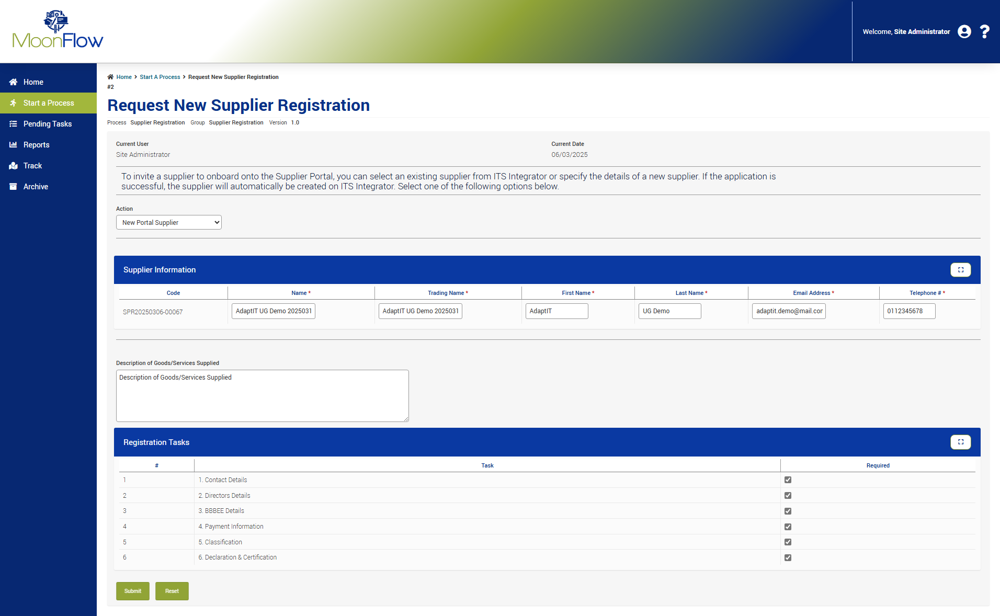 MoonFlow
Welcome, Site Administrator
Home
Start a Process
Pending Tasks
Reports
Track
Archive
Home > Start A Process > Request New Supplier Registration
#2
Request New Supplier Registration
Process Supplier Registration Group Supplier Registration Version 1.0
Current User Current Date
Site Administrator 06/03/2025
To invite a supplier to onboard onto the Supplier Portal, you can select an existing supplier from ITS Integrator or specify the details of a new supplier. If the application is
successful, the supplier will automatically be created on ITS Integrator. Select one of the following options below.
Action
New Portal Supplier
Supplier Information
Code Name * Trading Name * First Name * Last Name * Email Address * Telephone # *
SPR20250306-00067 AdaptIT UG Demo 2025031 AdaptIT UG Demo 2025031 AdaptIT UG Demo adaptit.demo@mail.cor 0112345678
Description of Goods/Services Supplied
Description of Goods/Services Supplied
Registration Tasks
# Task Required
1 1. Contact Details
2 2. Directors Details
3 3. BBBEE Details
4 4. Payment Information
5 5. Classification
6 6. Declaration & Certification
Submit Reset